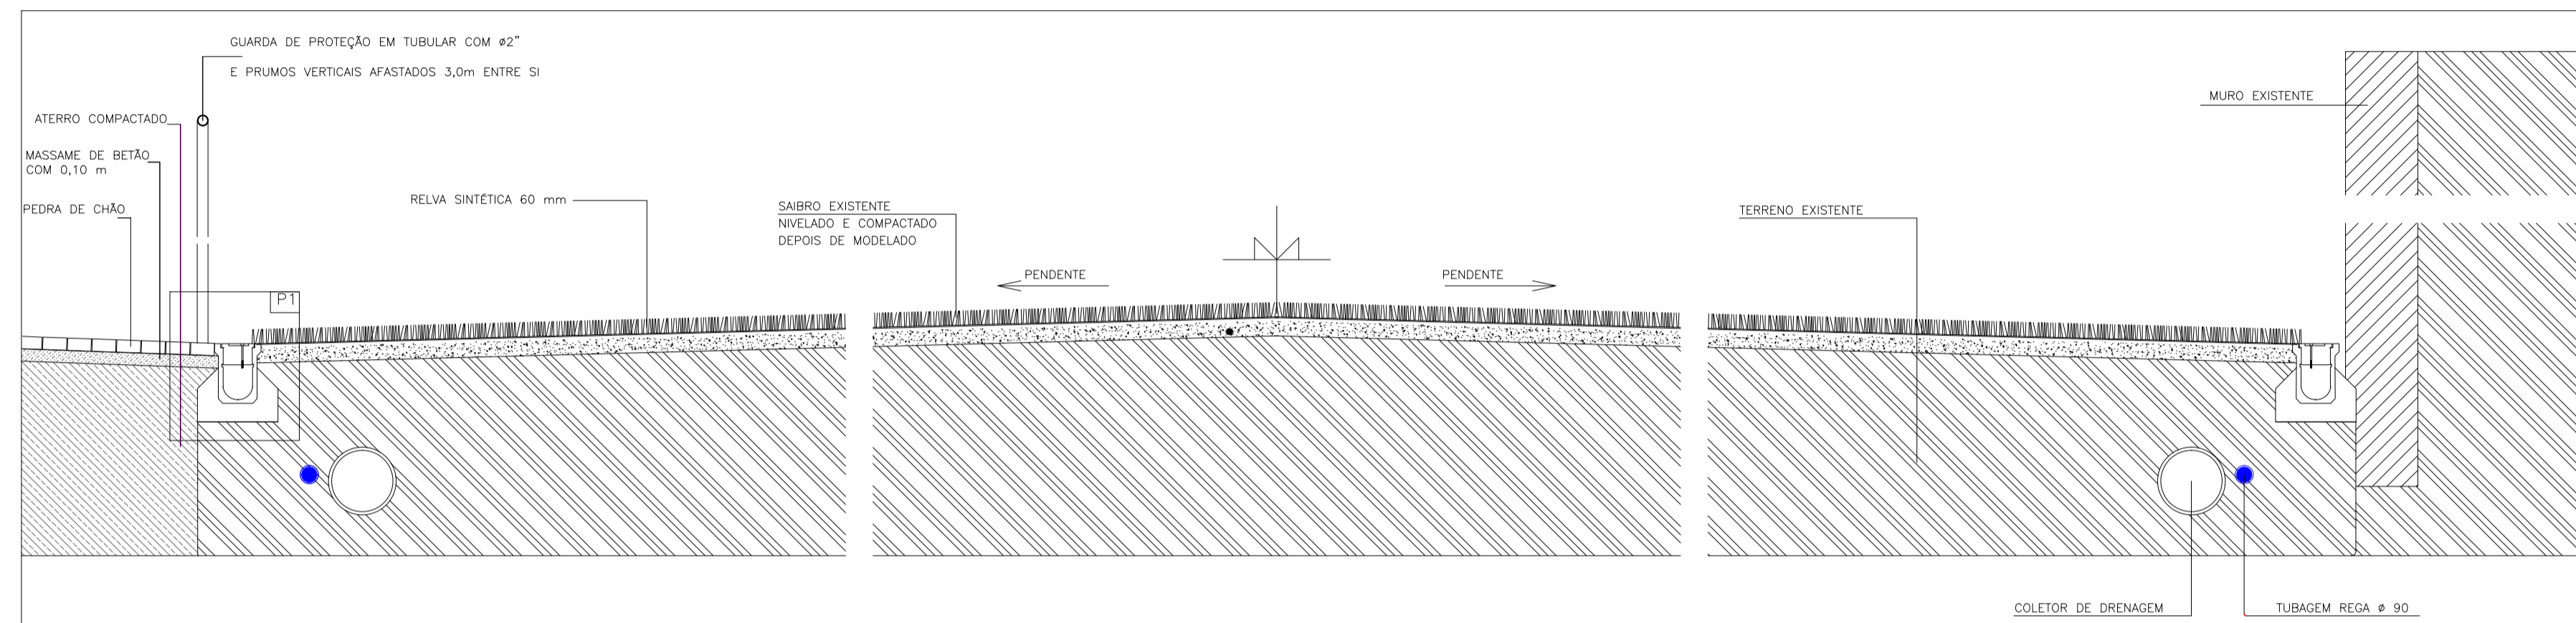 GUARDA DE PROTEÇÃO EM TUBULAR COM ø2"
E PRUMOS VERTICAIS AFASTADOS 3,0m ENTRE SI
ATERRO COMPACTADO
MASSAME DE BETÃO
COM 0,10 m
PEDRA DE CHÃO
RELVA SINTÉTICA 60 mm
SAIBRO EXISTENTE
NIVELADO E COMPACTADO
DEPOIS DE MODELADO
PENDENTE
PENDENTE
TERRENO EXISTENTE
MURO EXISTENTE
P1
COLETOR DE DRENAGEM
TUBAGEM REGA ø 90